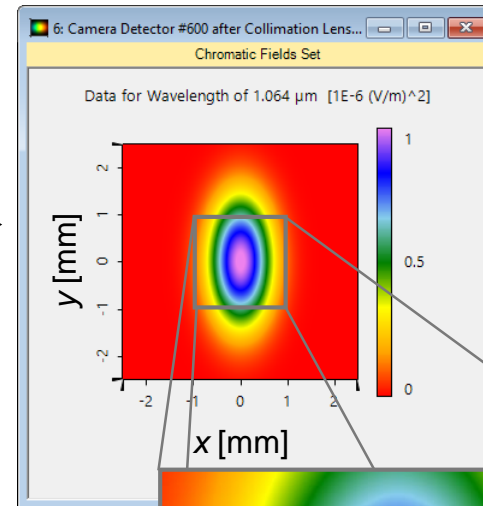 6: Camera Detector #600 after Collimation Lens...
Chromatic Fields Set
Data for Wavelength of 1.064 µm [1E-6 (V/m)^2]
1
0.5
0
2
1
0
-1
-2
y [mm]
-2 -1 0 1 2
x [mm]